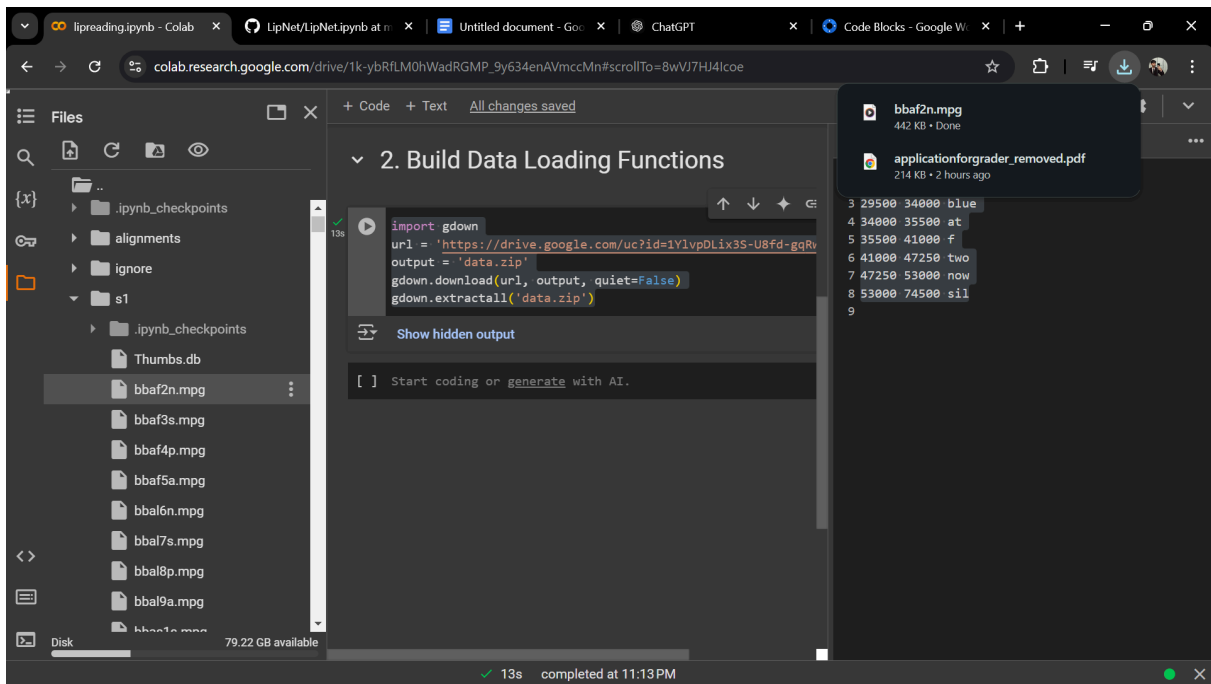 lipreading.ipynb - Colab
LipNet/LipNet.ipynb at m
Untitled document - Goo
ChatGPT
Code Blocks - Google Wo
colab.research.google.com/drive/1k-ybRfLM0hWadRGMP_9y634enAVmccMn#scrollTo=8wVJ7HJ4Icoe
bbaf2n.mpg
442 KB • Done
applicationforgrader_removed.pdf
214 KB • 2 hours ago
Files
+ Code + Text All changes saved
{x}
..
.ipynb_checkpoints
alignments
ignore
s1
.ipynb_checkpoints
Thumbs.db
bbaf2n.mpg
bbaf3s.mpg
bbaf4p.mpg
bbaf5a.mpg
bbal6n.mpg
bbal7s.mpg
bbal8p.mpg
bbal9a.mpg
Disk 79.22 GB available
2. Build Data Loading Functions
13s
import gdown
url = 'https://drive.google.com/uc?id=1YlvpDLix3S-U8fd-gqRw
output = 'data.zip'
gdown.download(url, output, quiet=False)
gdown.extractall('data.zip')
Show hidden output
[ ] Start coding or generate with AI.
3 29500 34000 blue
4 34000 35500 at
5 35500 41000 f
6 41000 47250 two
7 47250 53000 now
8 53000 74500 sil
9
13s completed at 11:13 PM